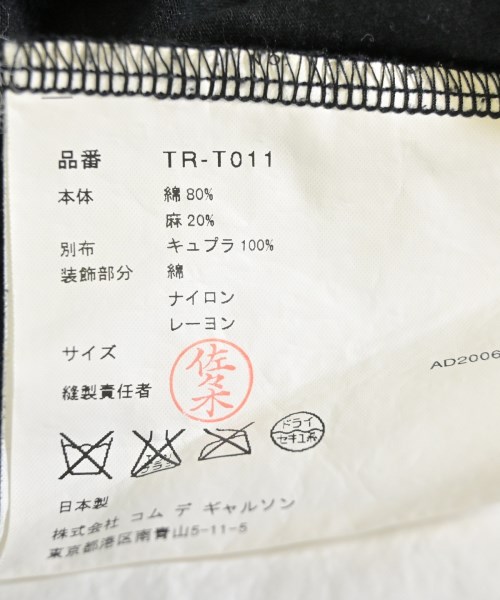 品番 TR-T011
本体 綿 80%
麻 20%
別布 キュプラ 100%
装飾部分 綿
ナイロン
レーヨン
サイズ
AD2006
縫製責任者 佐々木
ドライ
セキユ系
日本製
株式会社 コム デ ギャルソン
東京都港区南青山5-11-5